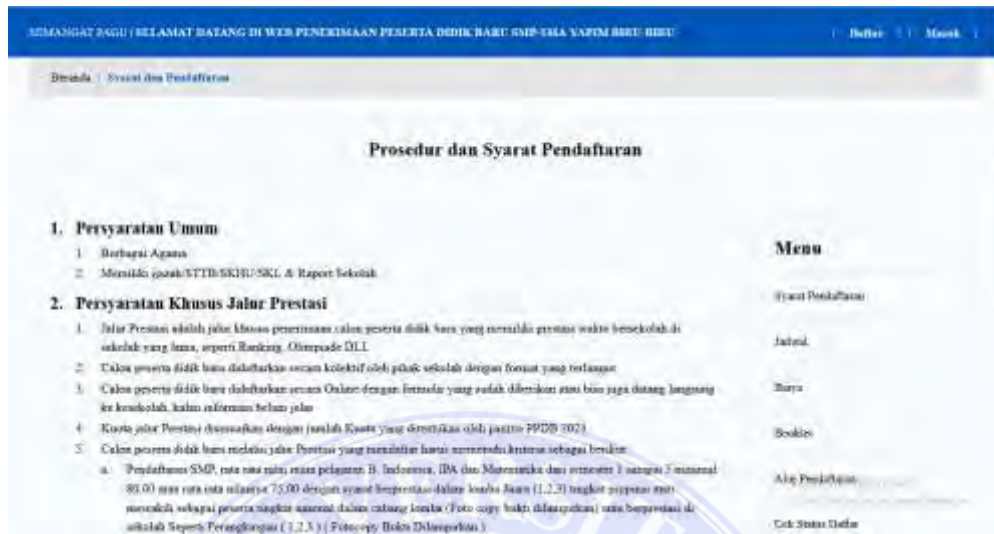 SEMANGAT PAGI ! SELAMAT DATANG DI WEB PENERIMAAN PESERTA DIDIK BARU SMP-SMA YAPIM BIRU-BIRU
Daftar | Masuk
Beranda / Syarat dan Pendaftaran
Prosedur dan Syarat Pendaftaran
1. Persyaratan Umum
1. Berbagai Agama
2. Memiliki ijazah/STTB/SKHU/SKL & Raport Sekolah
2. Persyaratan Khusus Jalur Prestasi
1. Jalur Prestasi adalah jalur khusus penerimaan calon peserta didik baru yang memiliki prestasi waktu bersekolah di
sekolah yang lama, seperti Ranking, Olimpiade DLL
2. Calon peserta didik baru didaftarkan secara kolektif oleh pihak sekolah dengan format yang terlampir
3. Calon peserta didik baru didaftarkan secara Online dengan formulir yang sudah diberikan atau bisa juga datang langsung
ke kesekolah, kalau informasi belum jelas
4. Kuota jalur Prestasi disesuaikan dengan jumlah Kuota yang ditentukan oleh panitia PPDB
5. Calon peserta didik baru melalui jalur Prestasi yang mendaftar harus memenuhi kriteria sebagai berikut
a. Pendaftaran SMP, rata rata nilai mata pelajaran B. Indonesia, IPA dan Matematika dari semester 1 sampai 5 minimal
80.00 atau rata rata nilainya 75.00 dengan syarat berprestasi dalam lomba Juara (1,2,3) tingkat propinsi atau
mewakili sebagai peserta tingkat nasional dalam cabang lomba (Foto copy bukti dilampirkan) atau berprestasi di
sekolah Seperti Perangkingan ( 1,2,3 ) ( Fotocopy Bukti Dilampirkan )
Menu
Syarat Pendaftaran
Jadwal
Biaya
Alur Pendaftaran
Cek Status Daftar